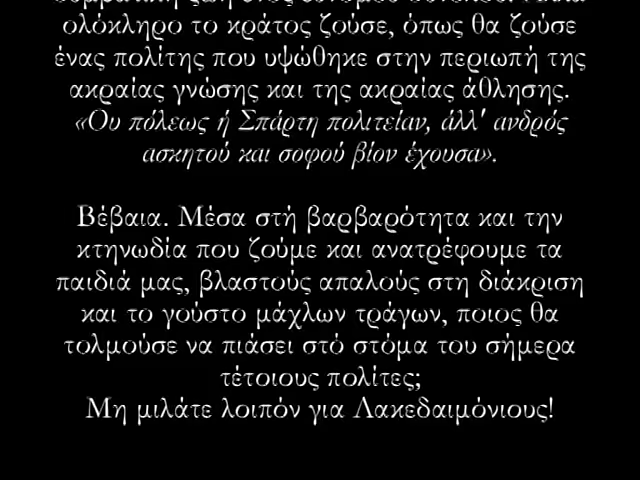 ολόκληρο το κράτος ζούσε, όπως θα ζούσε
ένας πολίτης που υψώθηκε στην περιωπή της
ακραίας γνώσης και της ακραίας άθλησης.
«Ου πόλεως ή Σπάρτη πολιτείαν, άλλ' ανδρός
ασκητού και σοφού βίον έχουσα».
Βέβαια. Μέσα στή βαρβαρότητα και την
κτηνωδία που ζούμε και ανατρέφουμε τα
παιδιά μας, βλαστούς απαλούς στη διάκριση
και το γούστο μάχλων τράγων, ποιος θα
τολμούσε να πιάσει στό στόμα του σήμερα
τέτοιους πολίτες;
Μη μιλάτε λοιπόν για Λακεδαιμόνιους!